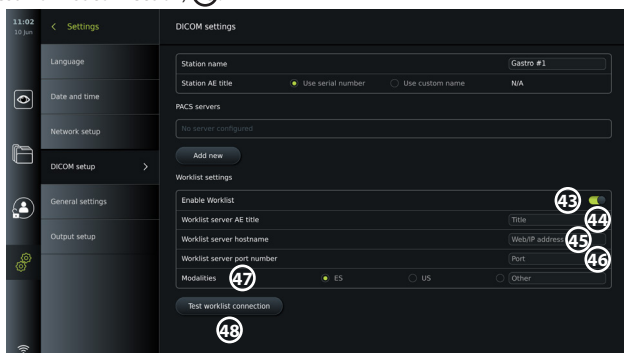 11:02
10 Jun
Settings
DICOM settings
Language
Date and time
Network setup
DICOM setup
General settings
Output setup
Station name
Gastro #1
Station AE title
Use serial number
Use custom name
N/A
PACS servers
No server configured
Add new
Worklist settings
Enable Worklist
43
Worklist server AE title
Title
44
Worklist server hostname
Web/IP address
45
Worklist server port number
Port
46
Modalities
47
ES
US
Other
Test worklist connection
48